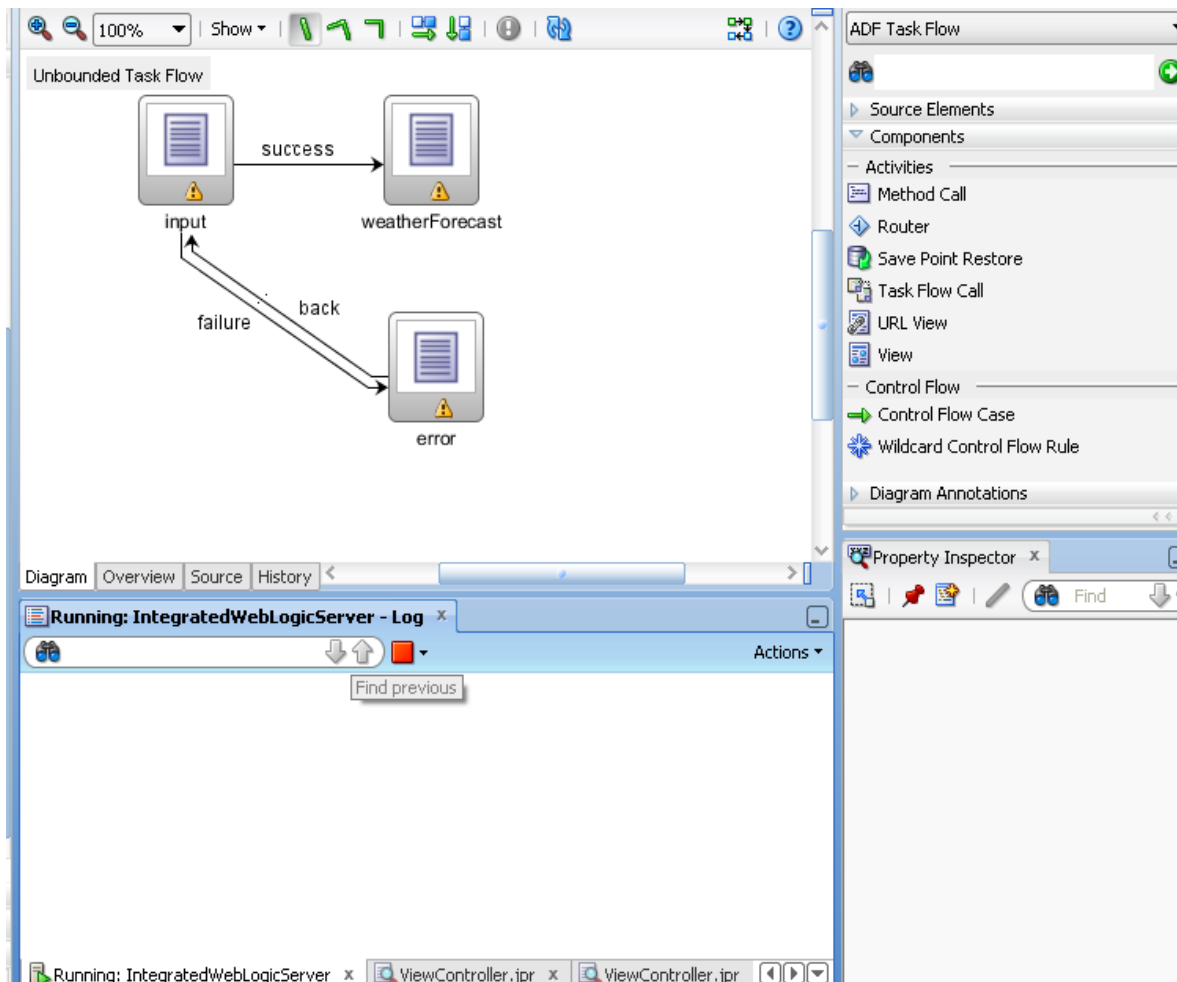 100%
Show
Unbounded Task Flow
success
input
weatherForecast
back
failure
error
Diagram
Overview
Source
History
Running: IntegratedWebLogicServer - Log
Actions
Find previous
Running: IntegratedWebLogicServer
ViewController.jpr
ViewController.jpr
ADF Task Flow
Source Elements
Components
Activities
Method Call
Router
Save Point Restore
Task Flow Call
URL View
View
Control Flow
Control Flow Case
Wildcard Control Flow Rule
Diagram Annotations
Property Inspector
Find